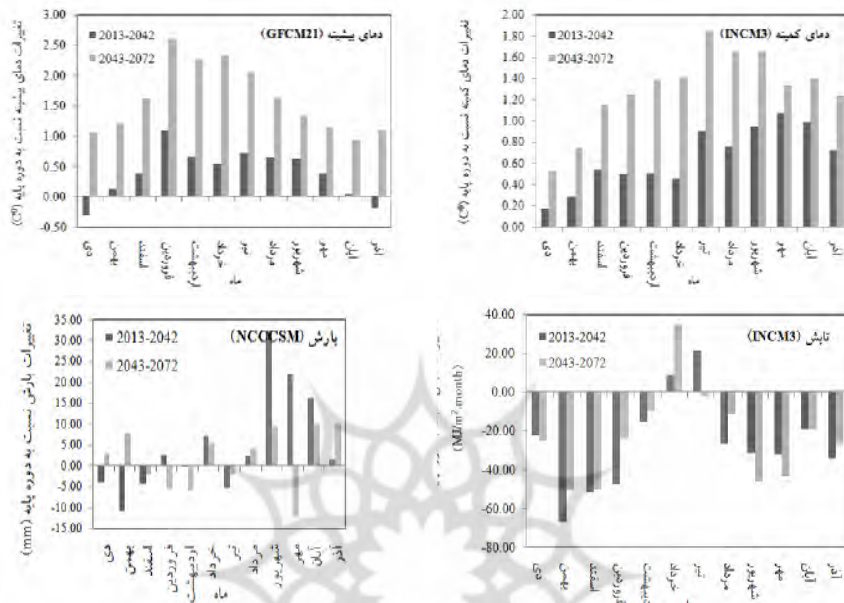 تغییرات دمای بیشینه نسبت به دوره پایه (C°)
3.00
2.50
2.00
1.50
1.00
0.50
0.00
-0.50
2013-2042
2043-2072
دمای بیشینه (GFCM21)
دی
بهمن
اسفند
فروردین
اردیبهشت
خرداد
تیر
مرداد
شهریور
مهر
آبان
آذر
ماه
تغییرات دمای کمینه نسبت به دوره پایه (C°)
2.00
1.80
1.60
1.40
1.20
1.00
0.80
0.60
0.40
0.20
0.00
2013-2042
2043-2072
دمای کمینه (INCM3)
دی
بهمن
اسفند
فروردین
اردیبهشت
خرداد
تیر
مرداد
شهریور
مهر
آبان
آذر
ماه
تغییرات بارش نسبت به دوره پایه (mm)
35.00
30.00
25.00
20.00
15.00
10.00
5.00
0.00
-5.00
-10.00
-15.00
2013-2042
2043-2072
بارش (NCCCSM)
دی
بهمن
اسفند
فروردین
اردیبهشت
خرداد
تیر
مرداد
شهریور
مهر
آبان
آذر
ماه
(MJ/m².month)
40.00
20.00
0.00
-20.00
-40.00
-60.00
-80.00
2013-2042
2043-2072
تابش (INCM3)
دی
بهمن
اسفند
فروردین
اردیبهشت
خرداد
تیر
مرداد
شهریور
مهر
آبان
آذر